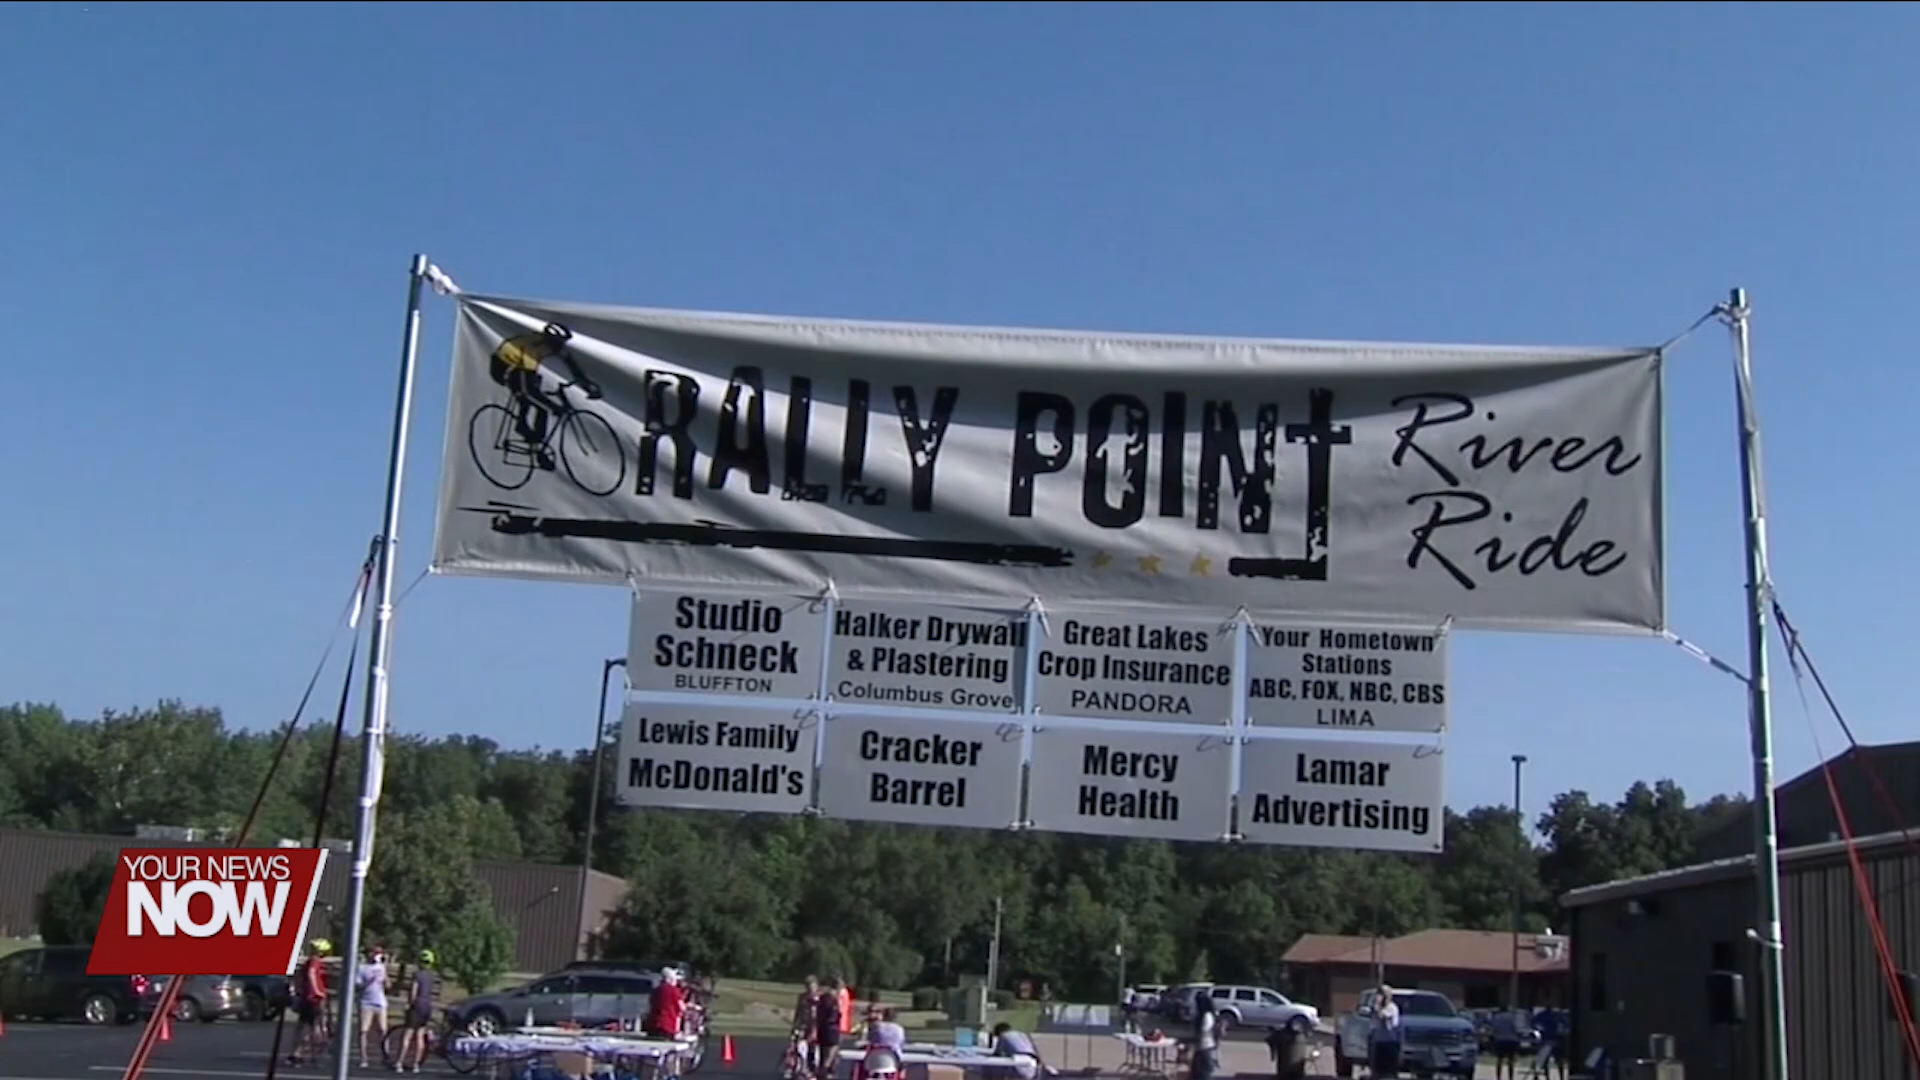 RALLY POINt
River
Ride
Studio
Schneck
BLUFFTON
Halker Drywall
& Plastering
Columbus Grove
Great Lakes
Crop Insurance
PANDORA
Your Hometown
Stations
ABC, FOX, NBC, CBS
LIMA
Lewis Family
McDonald's
Cracker
Barrel
Mercy
Health
Lamar
Advertising
YOUR NEWS
NOW